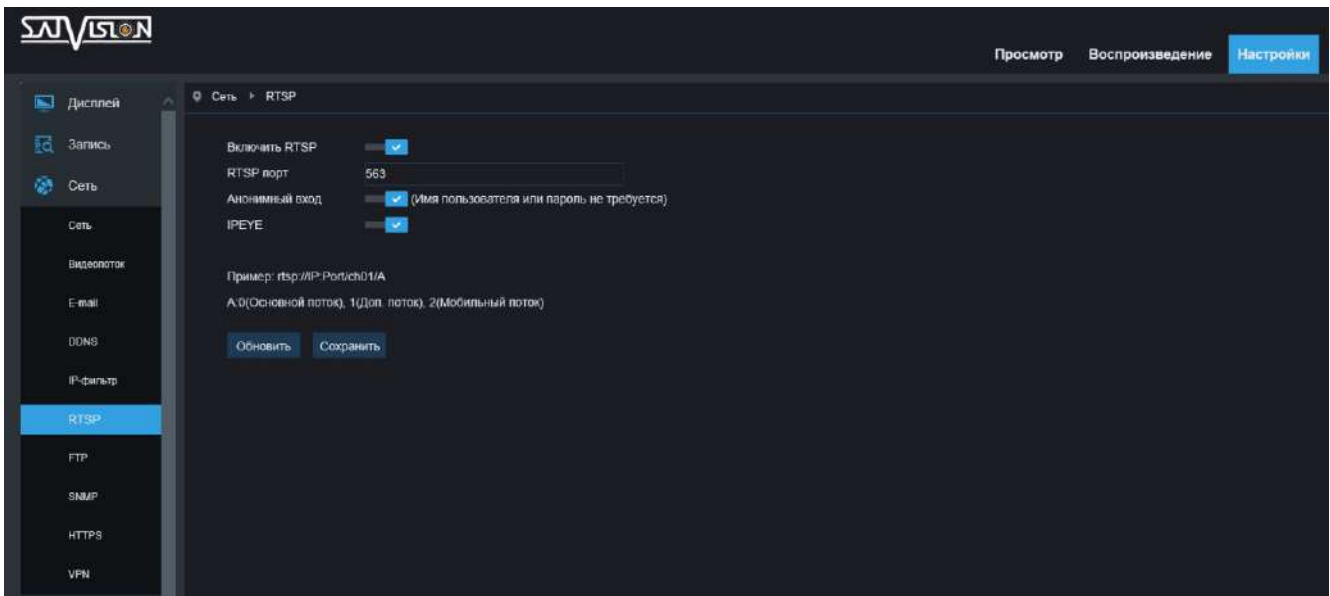 SATVISION
Просмотр Воспроизведение Настройки
Дисплей
Запись
Сеть
Сеть
Видеопоток
E-mail
DDNS
IP-фильтр
RTSP
FTP
SNMP
HTTPS
VPN
Сеть RTSP
Включить RTSP
RTSP порт 563
Анонимный вход (Имя пользователя или пароль не требуется)
IPEYE
Пример: rtsp://IP:Port/ch01/A
A:0(Основной поток), 1(Доп. поток), 2(Мобильный поток)
Обновить Сохранить